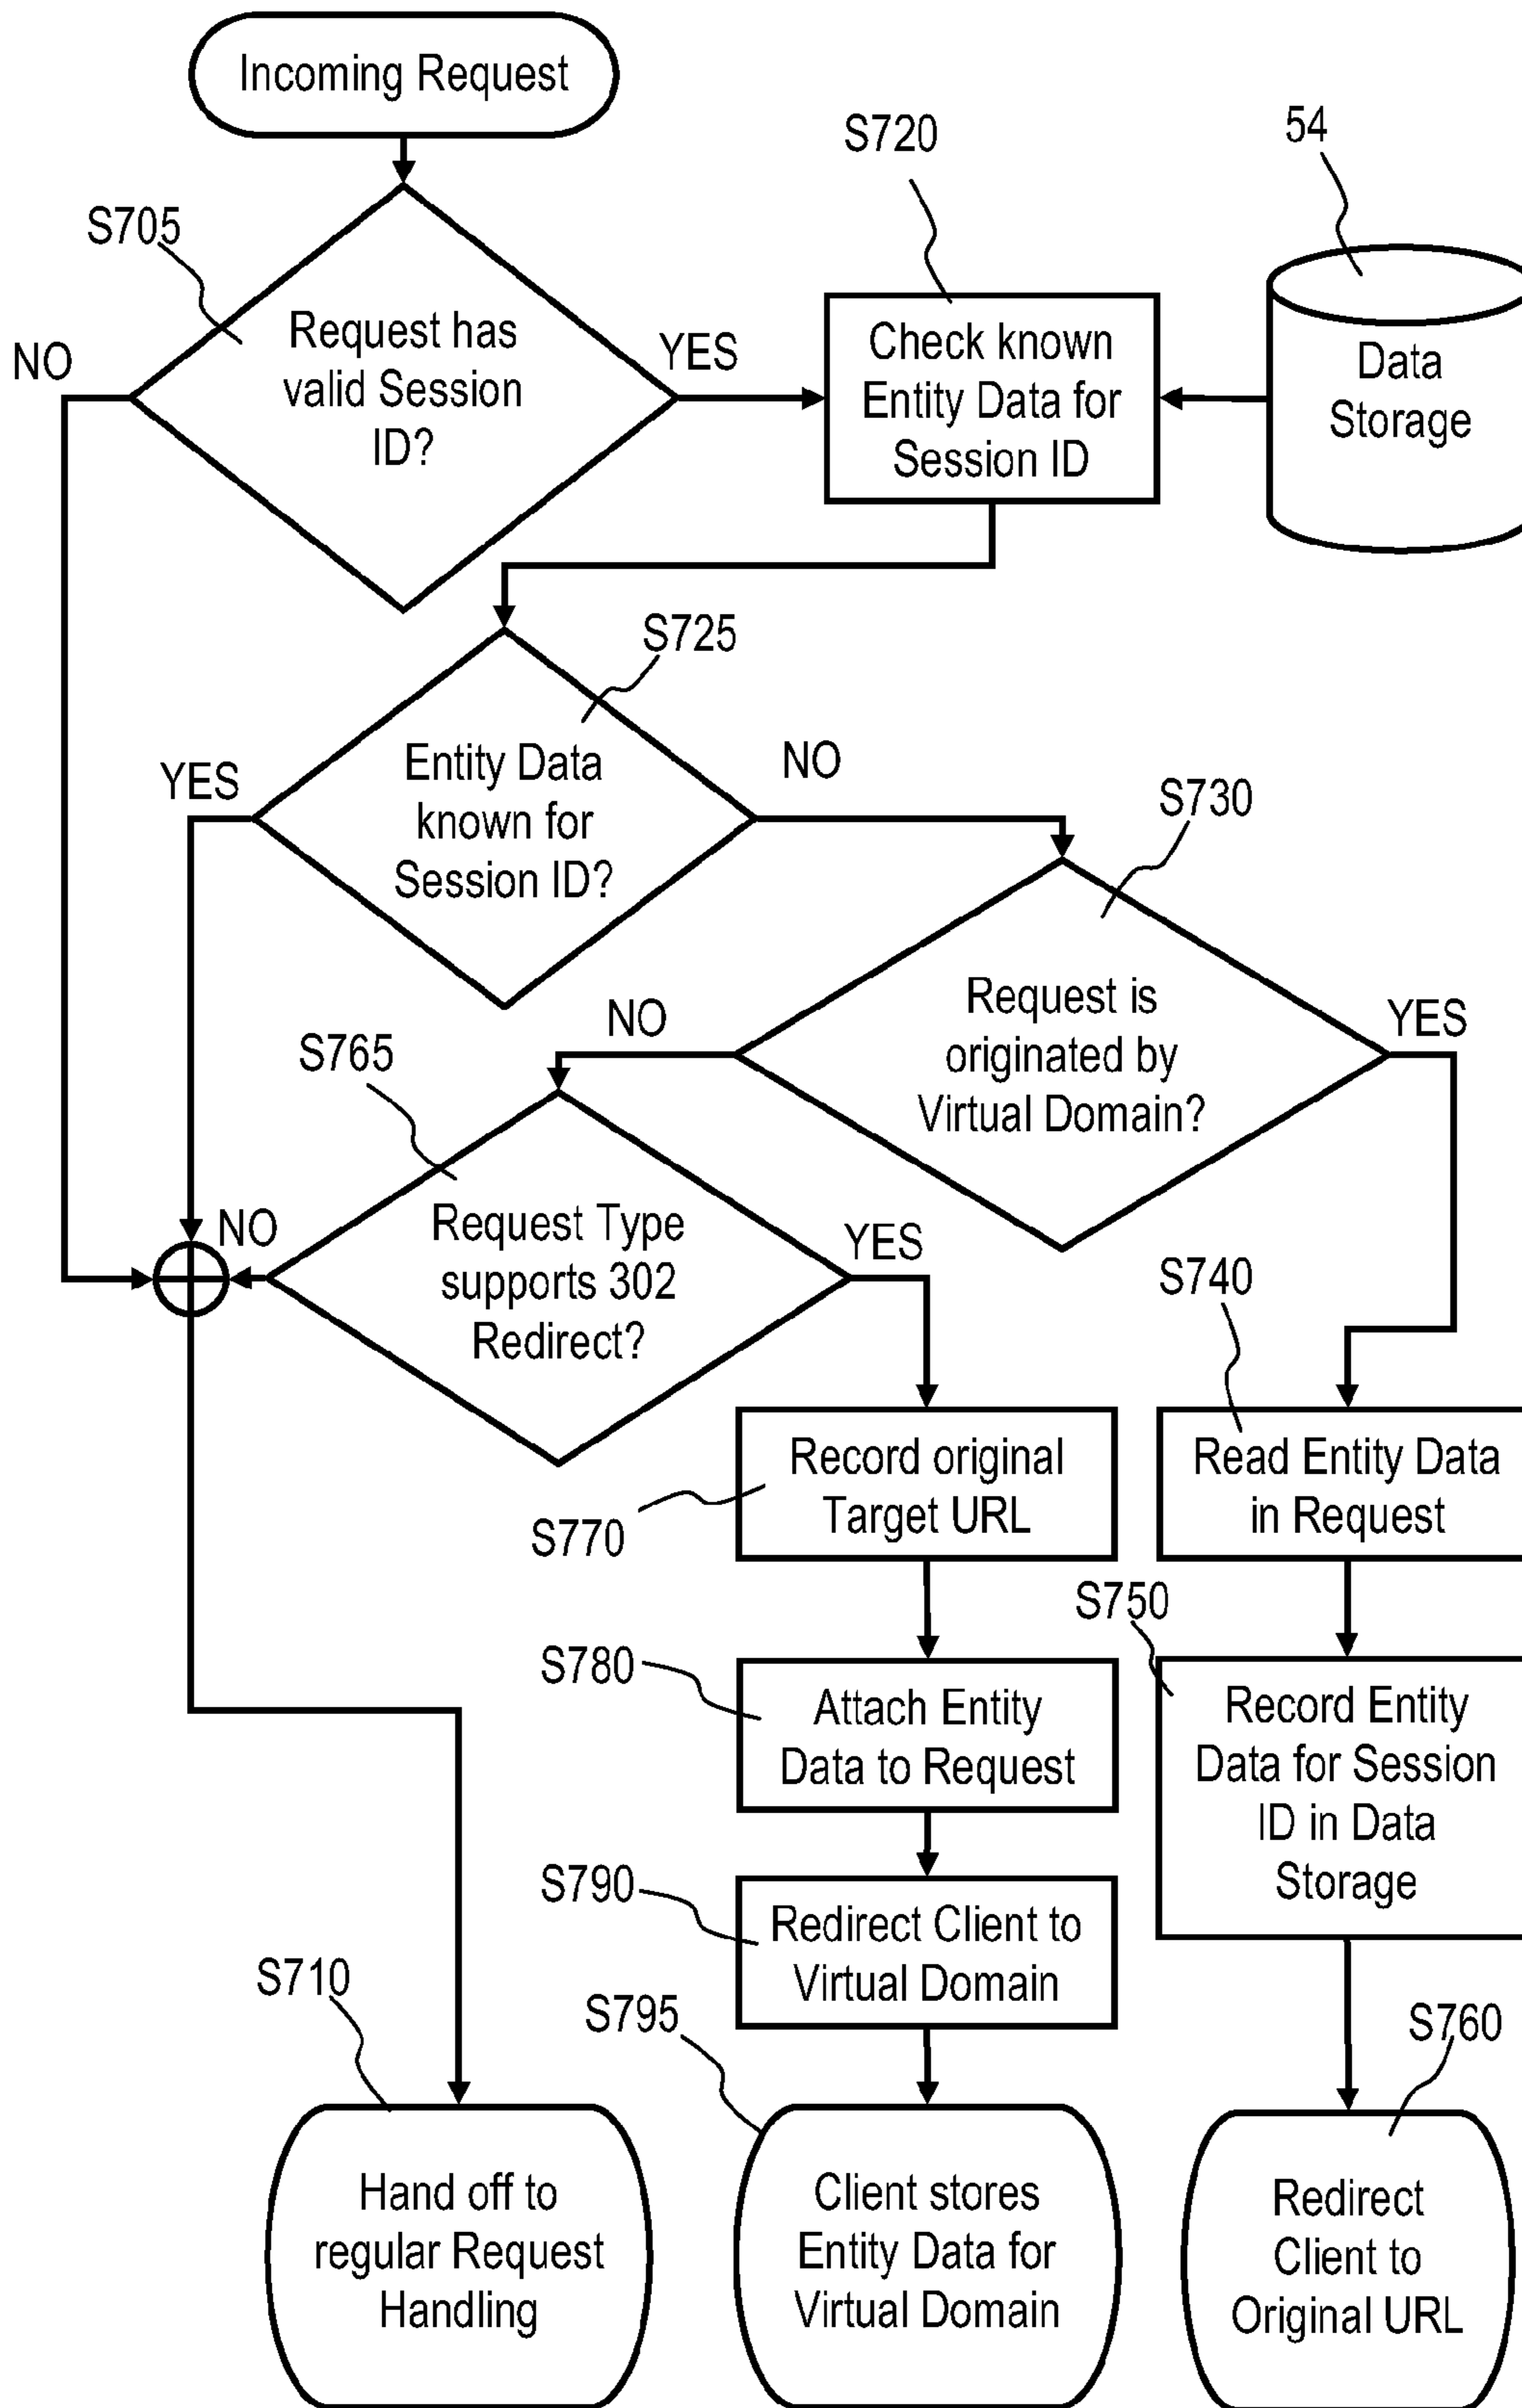 Incoming Request
S720
54
S705
Request has
valid Session
ID?
NO
YES
Check known
Entity Data for
Session ID
Data
Storage
S725
Entity Data
known for
Session ID?
YES
NO
S730
Request is
originated by
Virtual Domain?
NO
YES
S765
Request Type
supports 302
Redirect?
NO
YES
S740
Record original
Target URL
S770
Read Entity Data
in Request
S750
S780
Attach Entity
Data to Request
Record Entity
Data for Session
ID in Data
Storage
S790
Redirect Client to
Virtual Domain
S710
S795
S760
Hand off to
regular Request
Handling
Client stores
Entity Data for
Virtual Domain
Redirect
Client to
Original URL